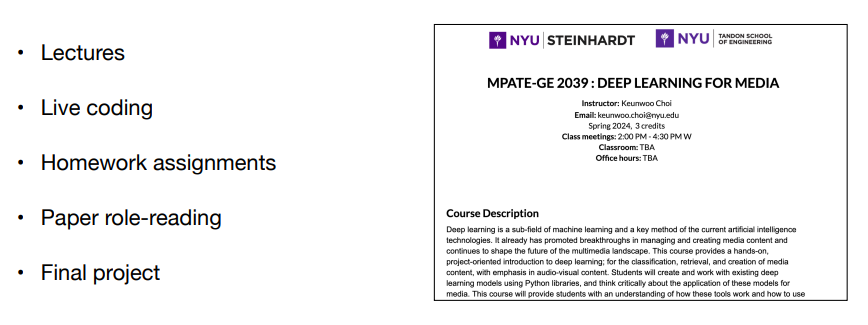 • Lectures
• Live coding
• Homework assignments
• Paper role-reading
• Final project
NYU STEINHARDT
NYU TANDON SCHOOL
OF ENGINEERING
MPATE-GE 2039 : DEEP LEARNING FOR MEDIA
Instructor: Keunwoo Choi
Email: keunwoo.choi@nyu.edu
Spring 2024, 3 credits
Class meetings: 2:00 PM - 4:30 PM W
Classroom: TBA
Office hours: TBA
Course Description
Deep learning is a sub-field of machine learning and a key method of the current artificial intelligence
technologies. It already has promoted breakthroughs in managing and creating media content and
continues to shape the future of the multimedia landscape. This course provides a hands-on,
project-oriented introduction to deep learning; for the classification, retrieval, and creation of media
content, with emphasis in audio-visual content. Students will create and work with existing deep
learning models using Python libraries, and think critically about the application of these models for
media. This course will provide students with an understanding of how these tools work and how to use